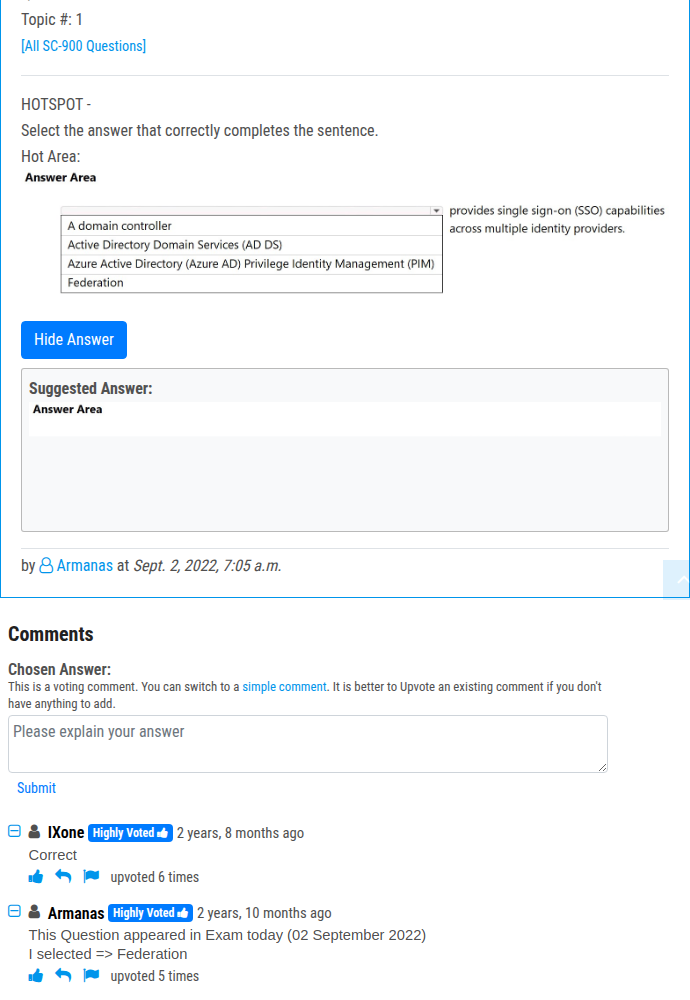 Topic #: 1
[All SC-900 Questions]
HOTSPOT -
Select the answer that correctly completes the sentence.
Hot Area:
Answer Area
provides single sign-on (SSO) capabilities
across multiple identity providers.
A domain controller
Active Directory Domain Services (AD DS)
Azure Active Directory (Azure AD) Privilege Identity Management (PIM)
Federation
Hide Answer
Suggested Answer:
Answer Area
by Armanas at Sept. 2, 2022, 7:05 a.m.
Comments
Chosen Answer:
This is a voting comment. You can switch to a simple comment. It is better to Upvote an existing comment if you don't
have anything to add.
Please explain your answer
Submit
IXone Highly Voted 2 years, 8 months ago
Correct
upvoted 6 times
Armanas Highly Voted 2 years, 10 months ago
This Question appeared in Exam today (02 September 2022)
I selected => Federation
upvoted 5 times